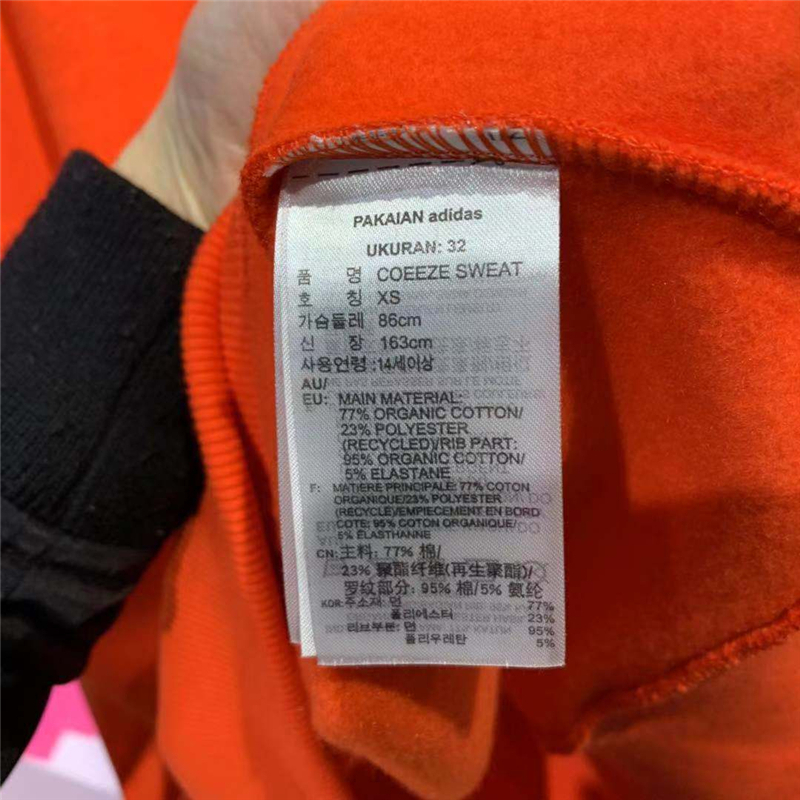 PAKAIAN adidas
UKURAN: 32
품 명 COEEZE SWEAT
호 칭 XS
가슴둘레 86cm
신 장 163cm
사용연령 :14세이상
AU/
EU: MAIN MATERIAL:
77% ORGANIC COTTON/
23% POLYESTER
(RECYCLED)/RIB PART:
95% ORGANIC COTTON/
5% ELASTANE
F: MATIERE PRINCIPALE: 77% COTON
ORGANIQUE/23% POLYESTER
(RECYCLE)/EMPIECEMENT EN BORD
COTE: 95% COTON ORGANIQUE/
5% ELASTHANNE
CN: 主料: 77% 棉/
23% 聚酯纤维(再生聚酯)/
罗纹部分: 95% 棉/5% 氨纶
KOR: 주소재: 면 77%
폴리에스터 23%
리브부분: 면 95%
폴리우레탄 5%